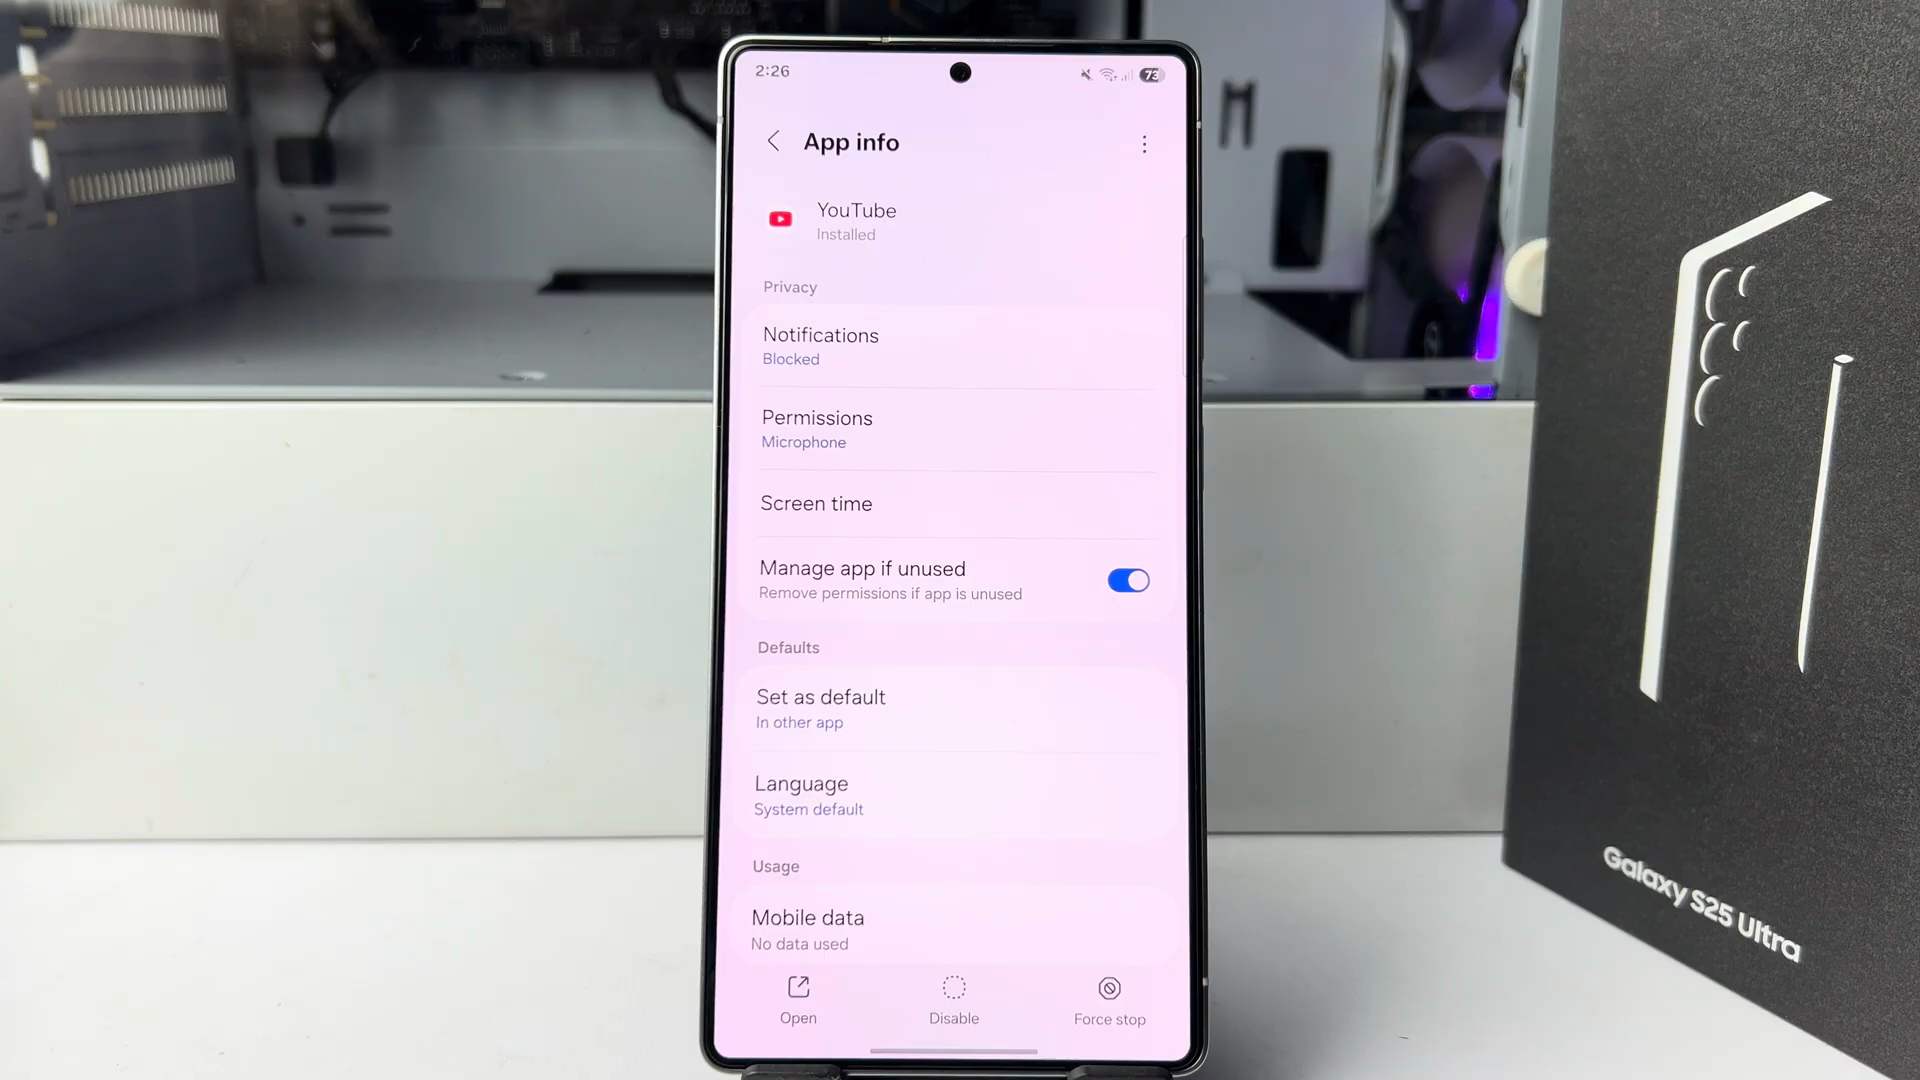 2:26
73
App info
YouTube
Installed
Privacy
Notifications
Blocked
Permissions
Microphone
Screen time
Manage app if unused
Remove permissions if app is unused
Defaults
Set as default
In other app
Language
System default
Usage
Mobile data
No data used
Open
Disable
Force stop
Galaxy S25 Ultra